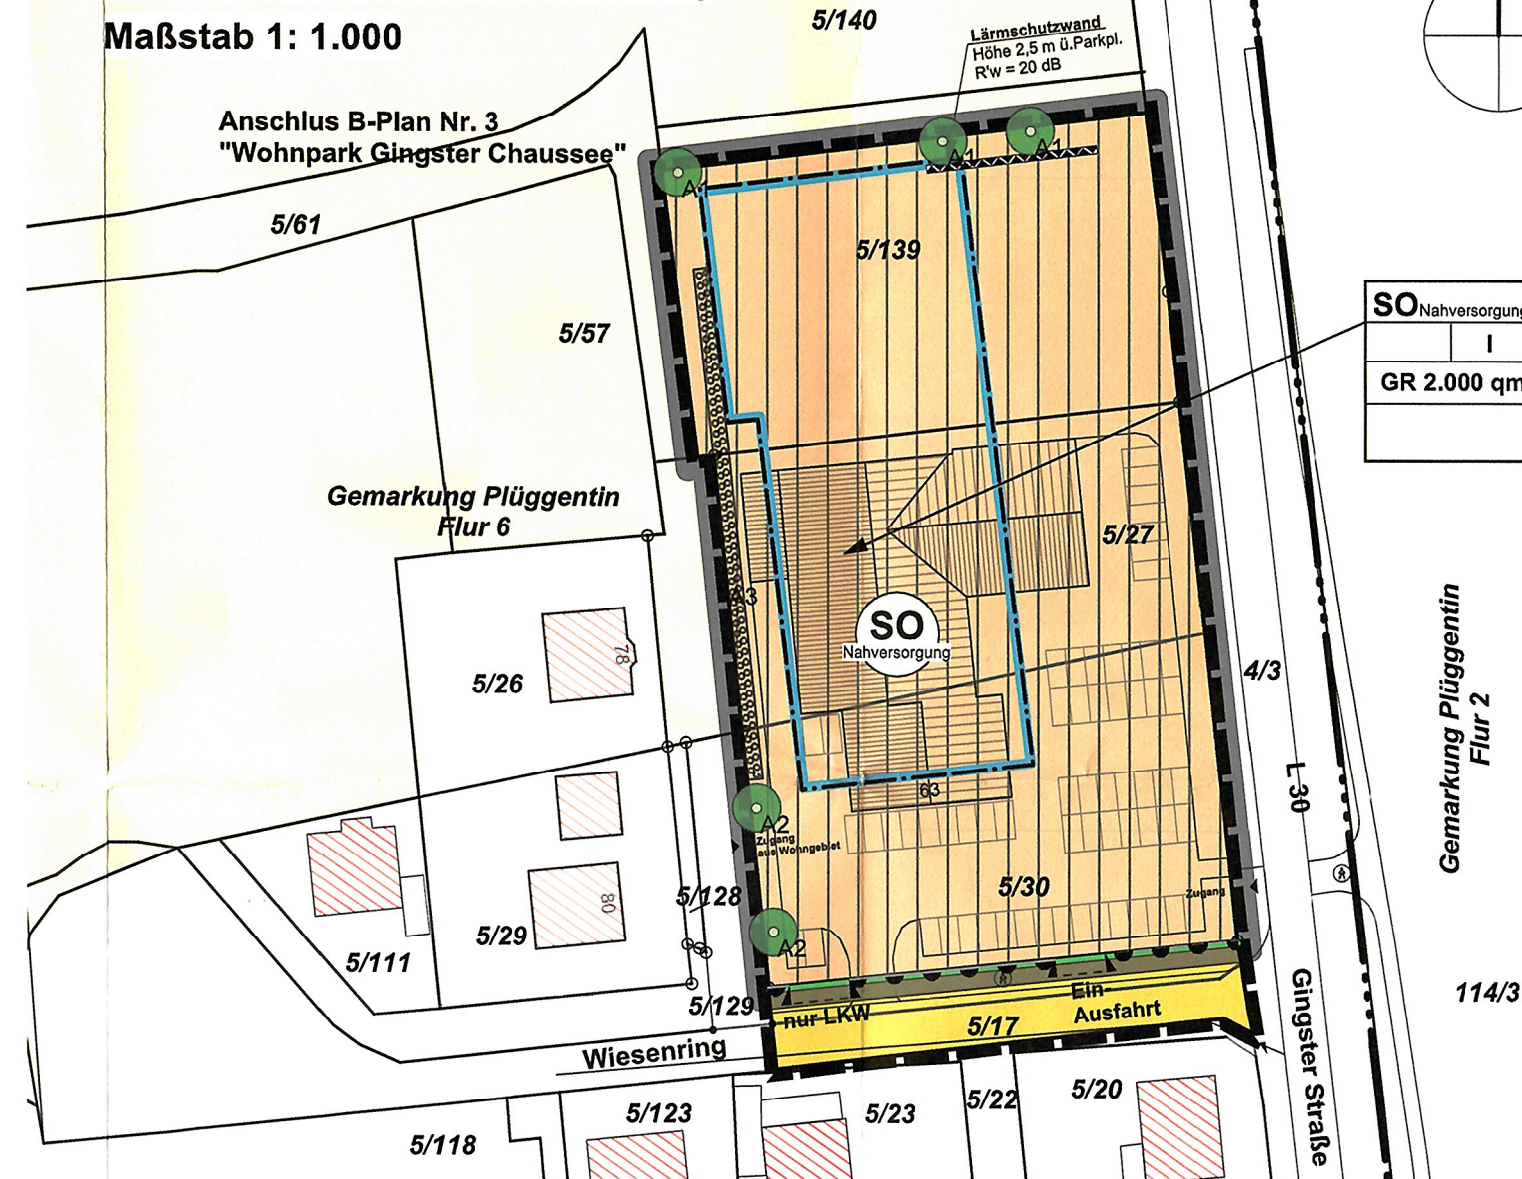 5/140
Maßstab 1: 1.000
Lärmschutzwand
Höhe 2,5 m ü.Parkpl.
R'w = 20 dB
Anschlus B-Plan Nr. 3
"Wohnpark Gingster Chaussee"
A1
A1
A1
5/61
5/139
5/57
SO Nahversorgung
I
GR 2.000 qm
Gemarkung Plüggentin
Flur 6
5/27
A3
SO
Nahversorgung
78
5/26
4/3
Gemarkung Plüggentin
Flur 2
L 30
63
A2
Zugang
aus Wohngebiet
5/30
Zugang
5/128
80
5/29
A2
5/111
5/129
nur LKW
Ein-
Ausfahrt
5/17
114/3
Wiesenring
Gingster Straße
5/123
5/23
5/22
5/20
5/118